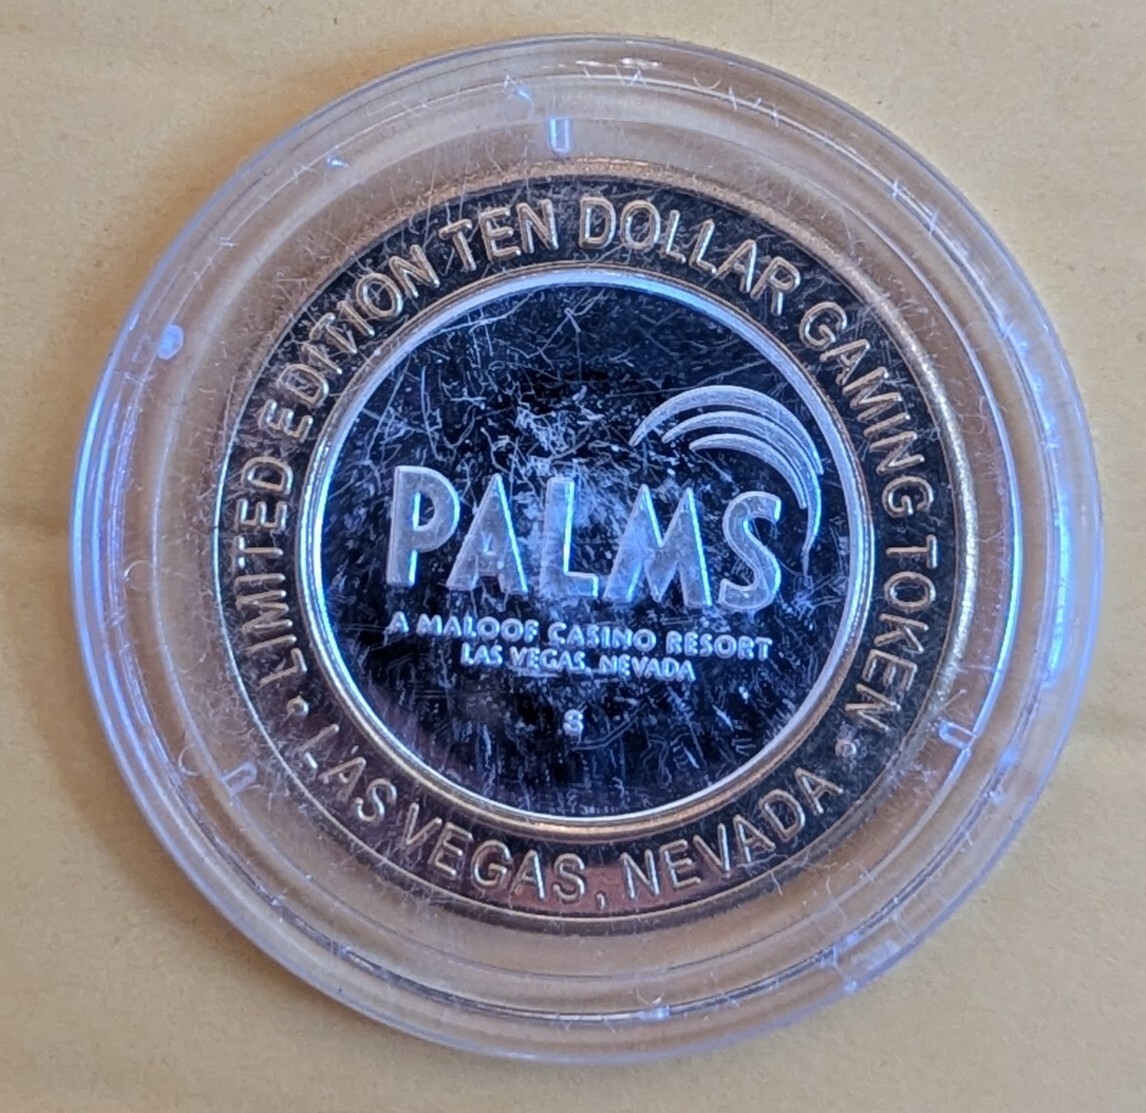 LIMITED EDITION TEN DOLLAR GAMING TOKEN
PALMS
A MALOOF CASINO RESORT
LAS VEGAS, NEVADA
S
• LAS VEGAS, NEVADA •